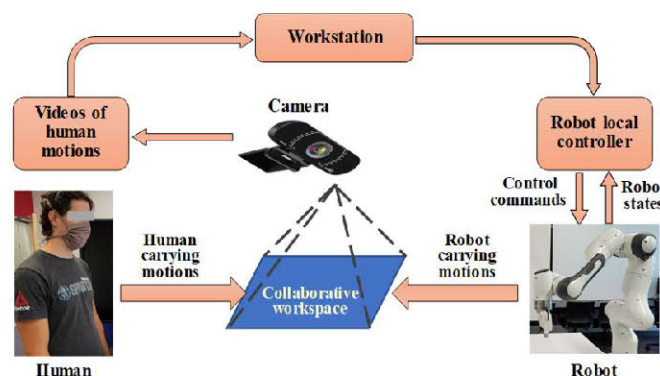 Workstation
Videos of
human
motions
Camera
Robot local
controller
Control
commands
Robot
states
Human
carrying
motions
Robot
carrying
motions
Collaborative
workspace
Human
Robot